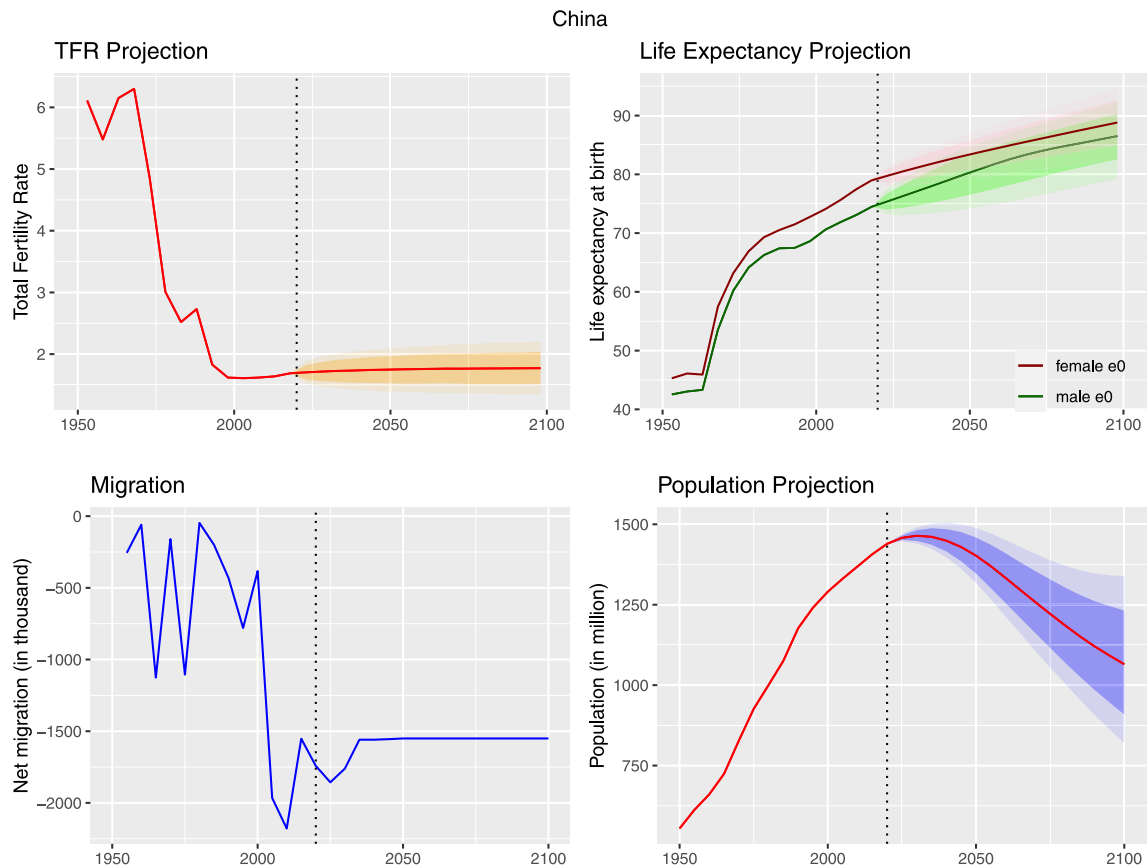 China
TFR Projection
Total Fertility Rate
6
5
4
3
2
1950 2000 2050 2100
Life Expectancy Projection
Life expectancy at birth
90
80
70
60
50
40
female e0
male e0
1950 2000 2050 2100
Migration
Net migration (in thousand)
0
−500
−1000
−1500
−2000
1950 2000 2050 2100
Population Projection
Population (in million)
1500
1250
1000
750
1950 2000 2050 2100